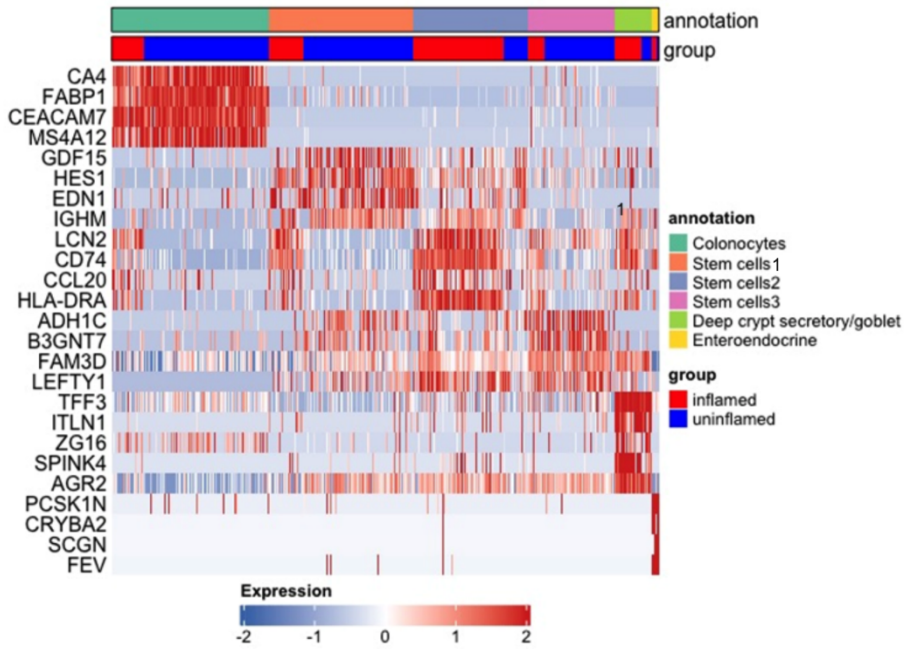 annotation
group
CA4
FABP1
CEACAM7
MS4A12
GDF15
HES1
EDN1
1
IGHM
LCN2
CD74
CCL20
HLA-DRA
ADH1C
B3GNT7
FAM3D
LEFTY1
TFF3
ITLN1
ZG16
SPINK4
AGR2
PCSK1N
CRYBA2
SCGN
FEV
annotation
Colonocytes
Stem cells1
Stem cells2
Stem cells3
Deep crypt secretory/goblet
Enteroendocrine
group
inflamed
uninflamed
Expression
-2 -1 0 1 2